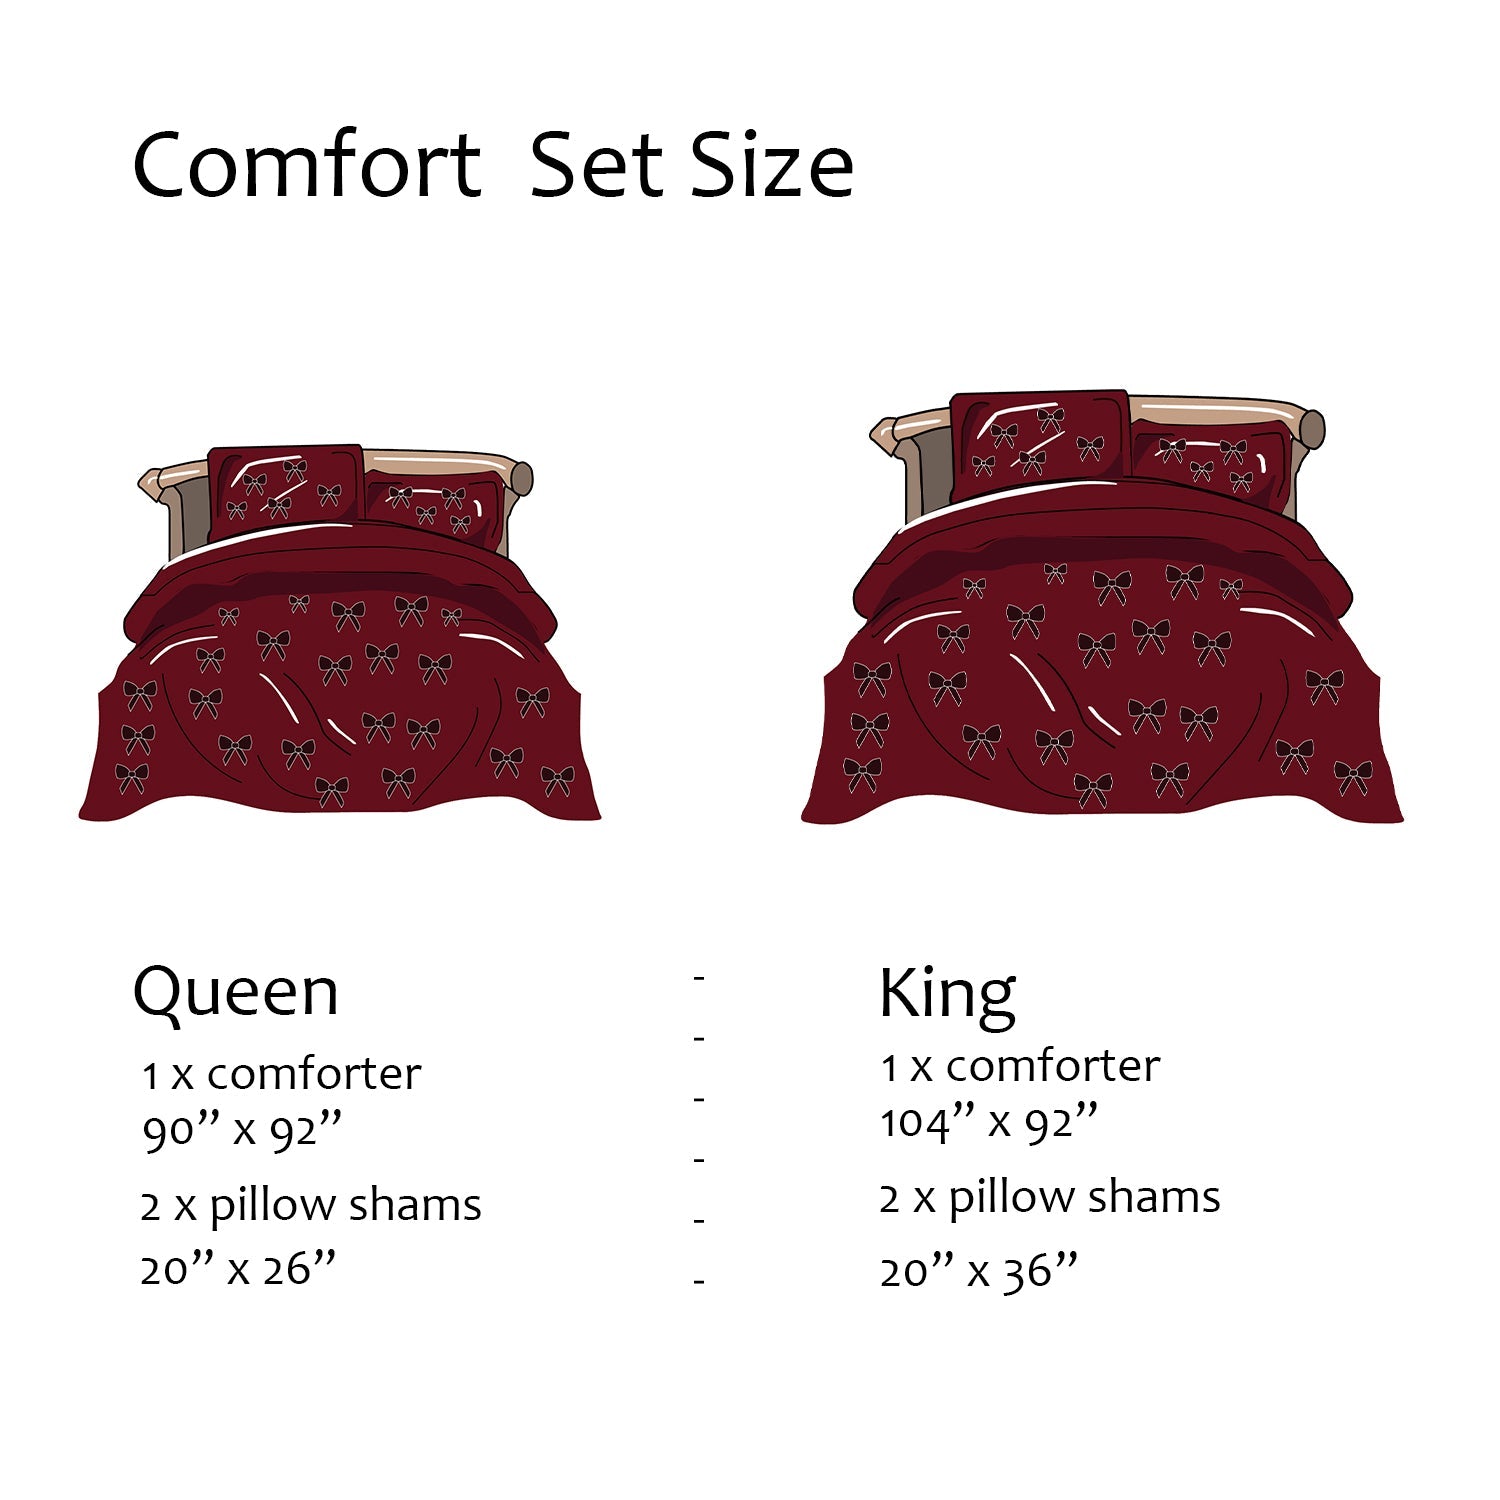 Comfort  Set Size
Queen
1 x comforter
90” x 92”
2 x pillow shams
20” x 26”
-
-
-
-
-
-
King
1 x comforter
104” x 92”
2 x pillow shams
20” x 36”